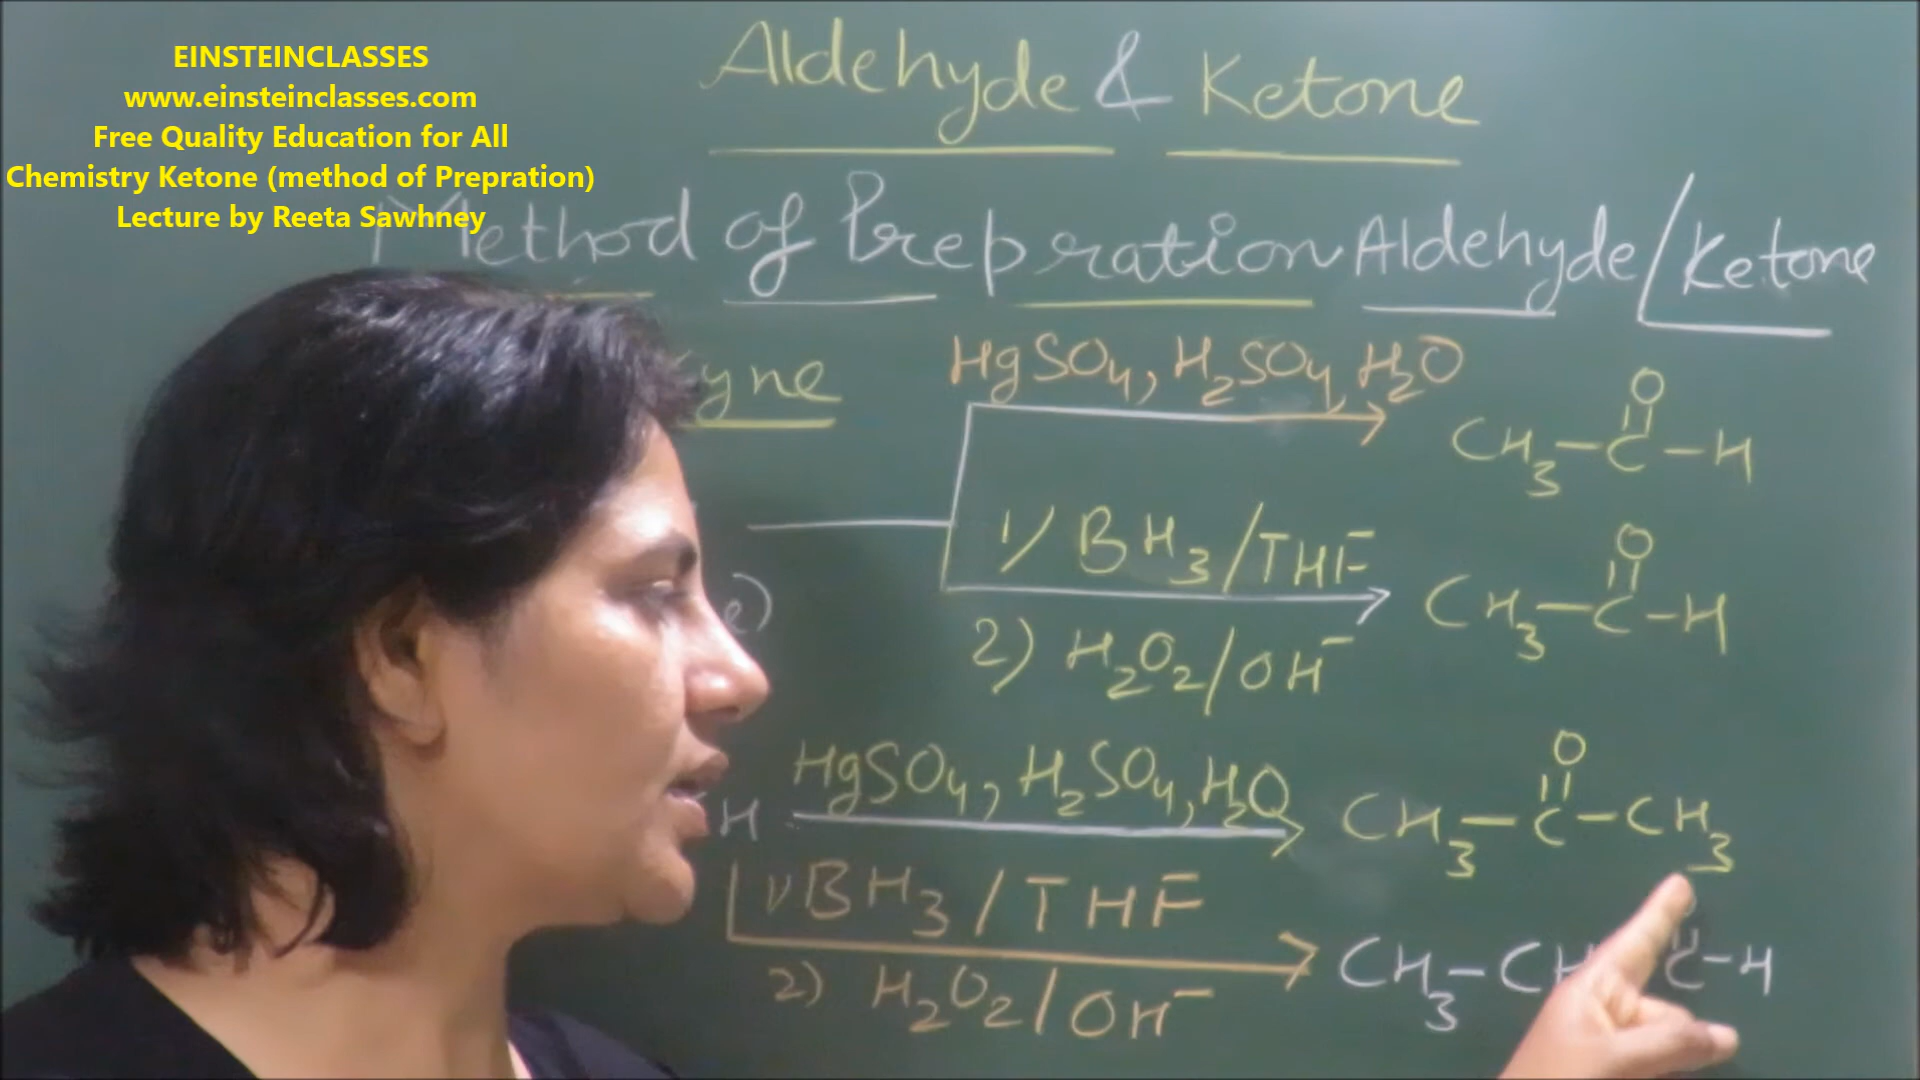 EINSTEINCLASSES
www.einsteinclasses.com
Free Quality Education for All
Chemistry Ketone (method of Prepration)
Lecture by Reeta Sawhney
Aldehyde & Ketone
Method of Prepration Aldehyde/Ketone
yne
HgSO4, H2SO4, H2O
CH3-C-H
O
1) BH3/THF
2) H2O2/OH-
CH3-C-H
O
e)
H
HgSO4, H2SO4, H2O
CH3-C-CH3
O
1) BH3/THF
2) H2O2/OH-
CH3-CH
C-H